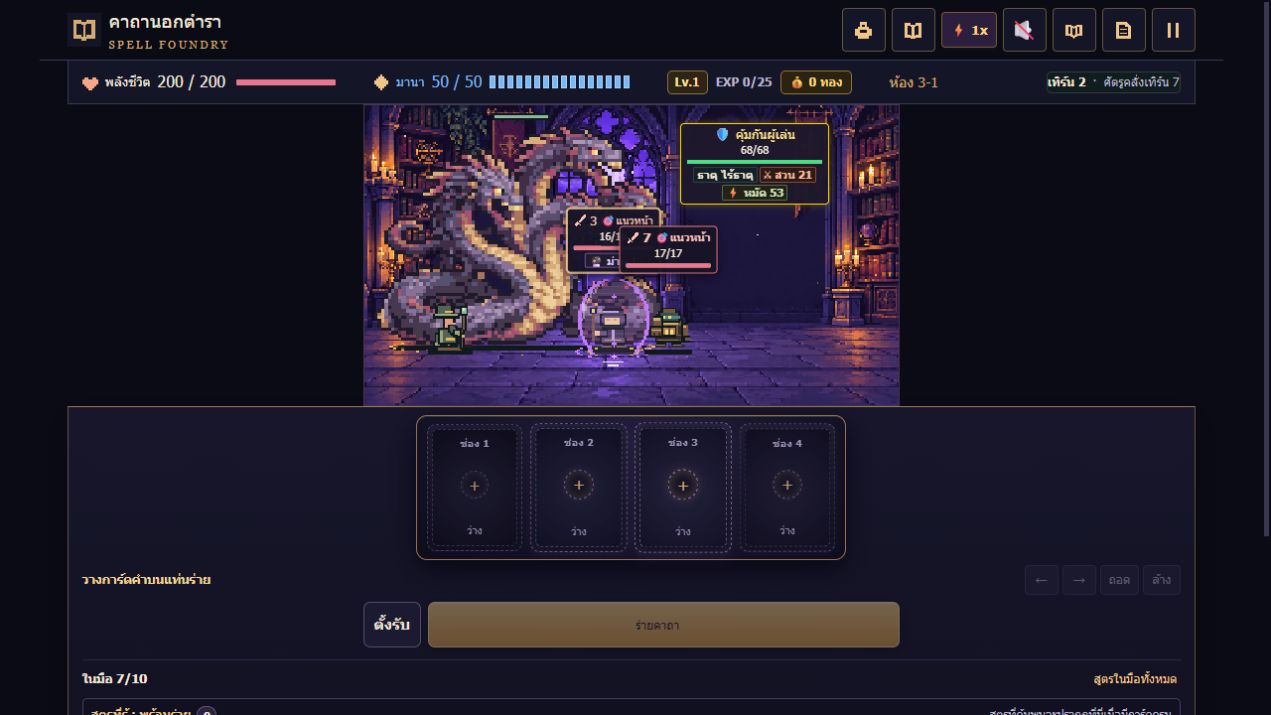 คาถานอกตำรา
SPELL FOUNDRY
1x
พลังชีวิต 200 / 200
มานา 50 / 50
Lv.1 EXP 0/25 0 ทอง
ห้อง 3-1
เทิร์น 2 · ศัตรูคลั่งเทิร์น 7
คุ้มกันผู้เล่น
68/68
ธาตุ ไร้ธาตุ สวน 21
หมัด 53
3 แนวหน้า
16/1
7 แนวหน้า
17/17
ช่อง 1 ช่อง 2 ช่อง 3 ช่อง 4
+ + + +
ว่าง ว่าง ว่าง ว่าง
วางการ์ดคำบนแท่นร่าย
← → ถอด ล้าง
ตั้งรับ
ร่ายคาถา
ในมือ 7/10
สูตรในมือทั้งหมด